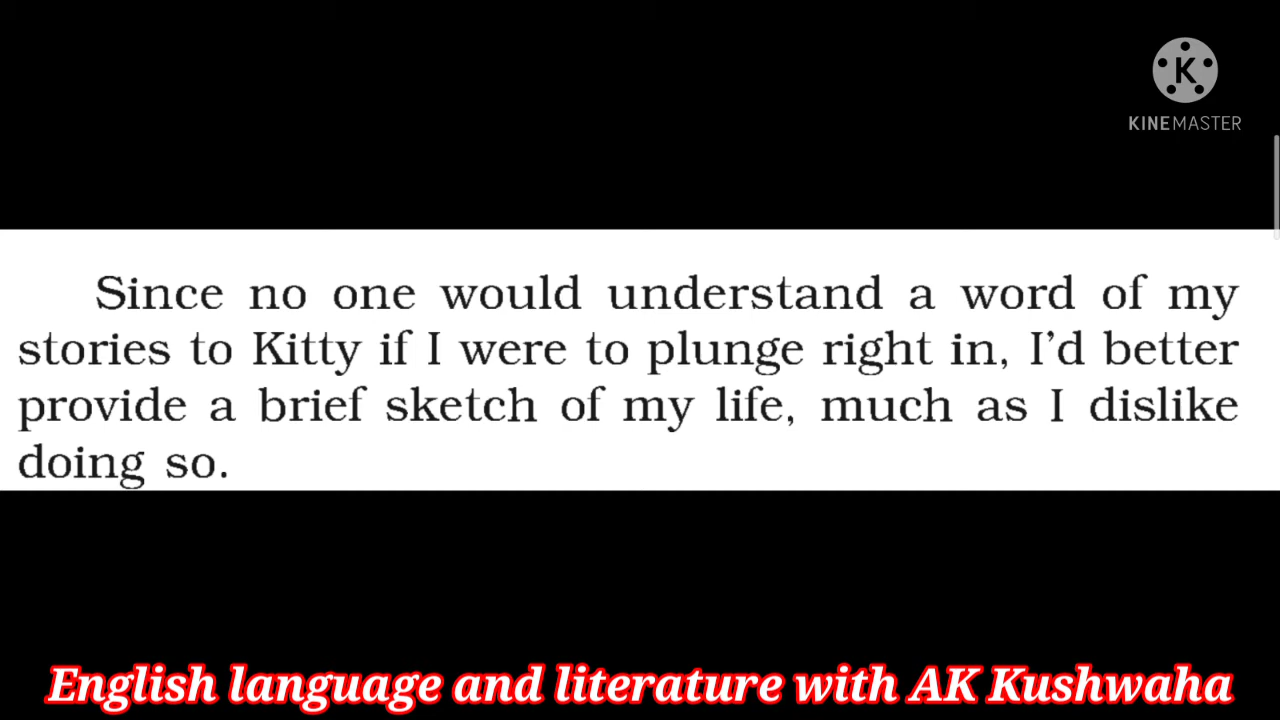 K
KINEMASTER
Since no one would understand a word of my
stories to Kitty if I were to plunge right in, I’d better
provide a brief sketch of my life, much as I dislike
doing so.
English language and literature with AK Kushwaha